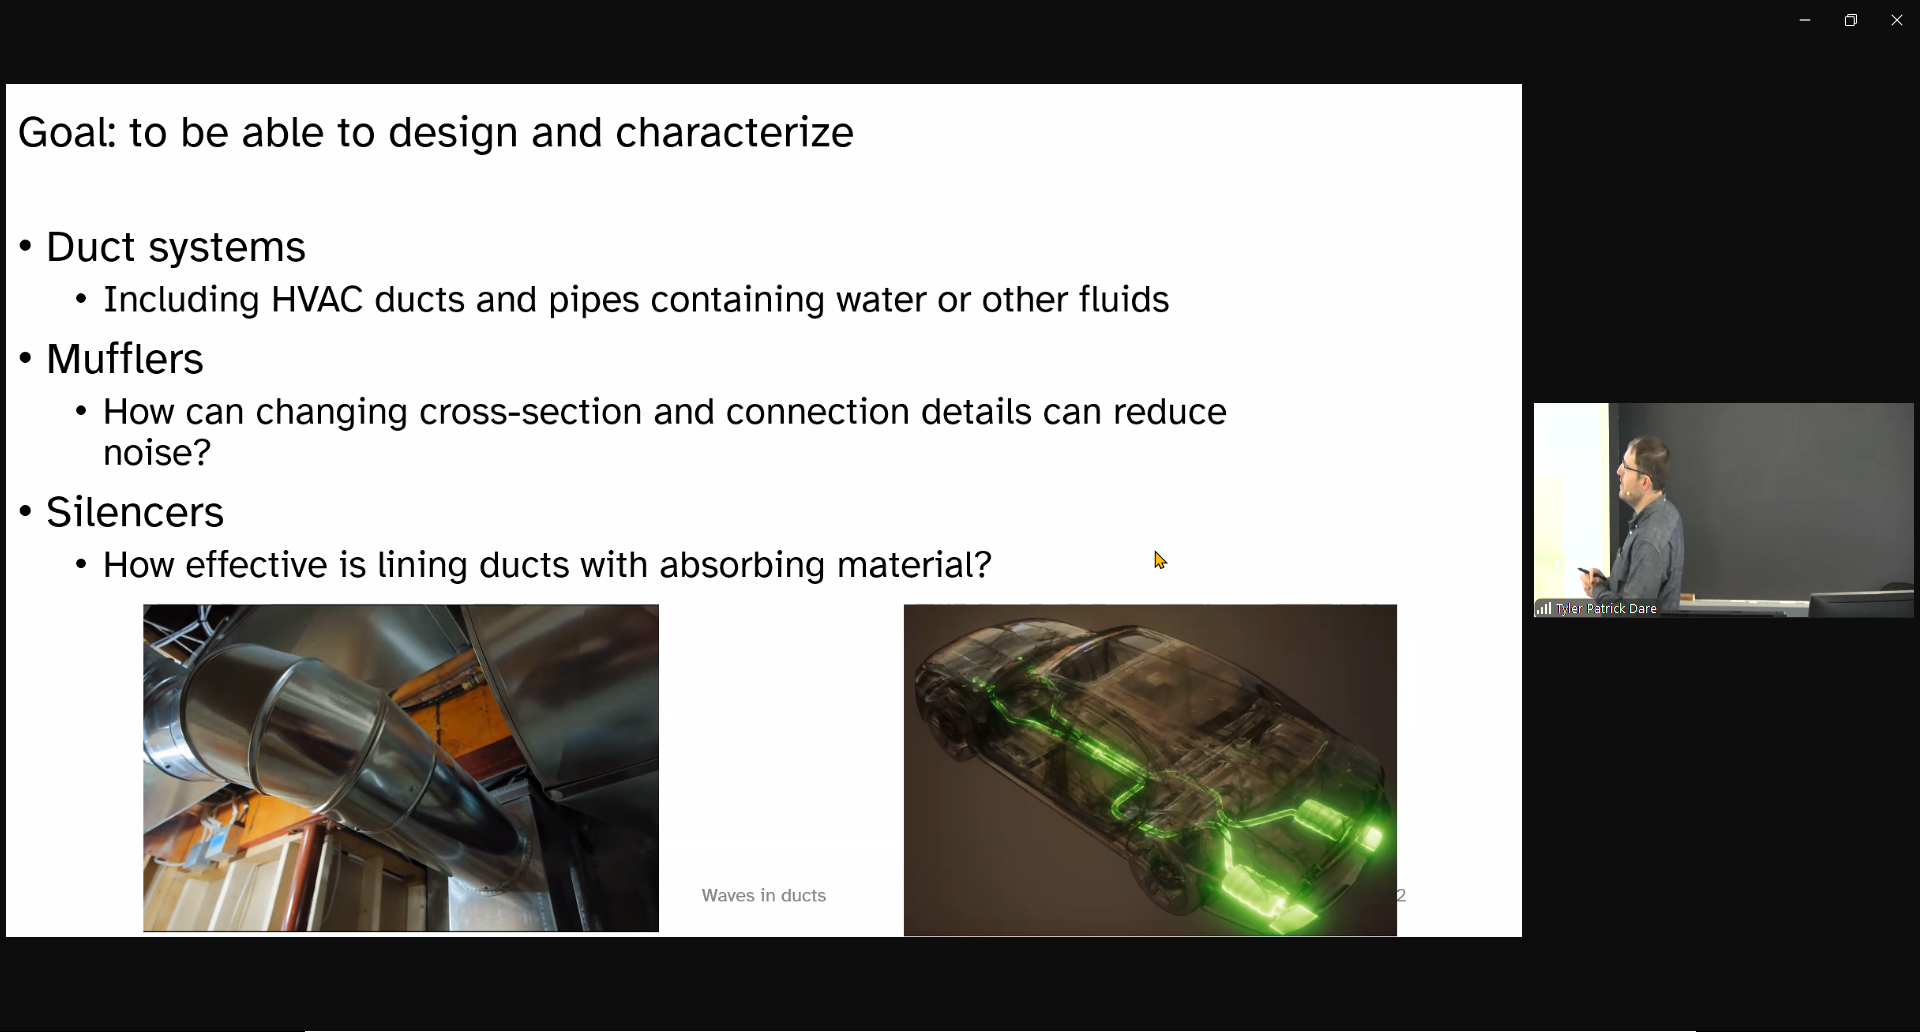 Goal: to be able to design and characterize
• Duct systems
• Including HVAC ducts and pipes containing water or other fluids
• Mufflers
• How can changing cross-section and connection details can reduce
noise?
• Silencers
• How effective is lining ducts with absorbing material?
Waves in ducts
2
Tyler Patrick Dare